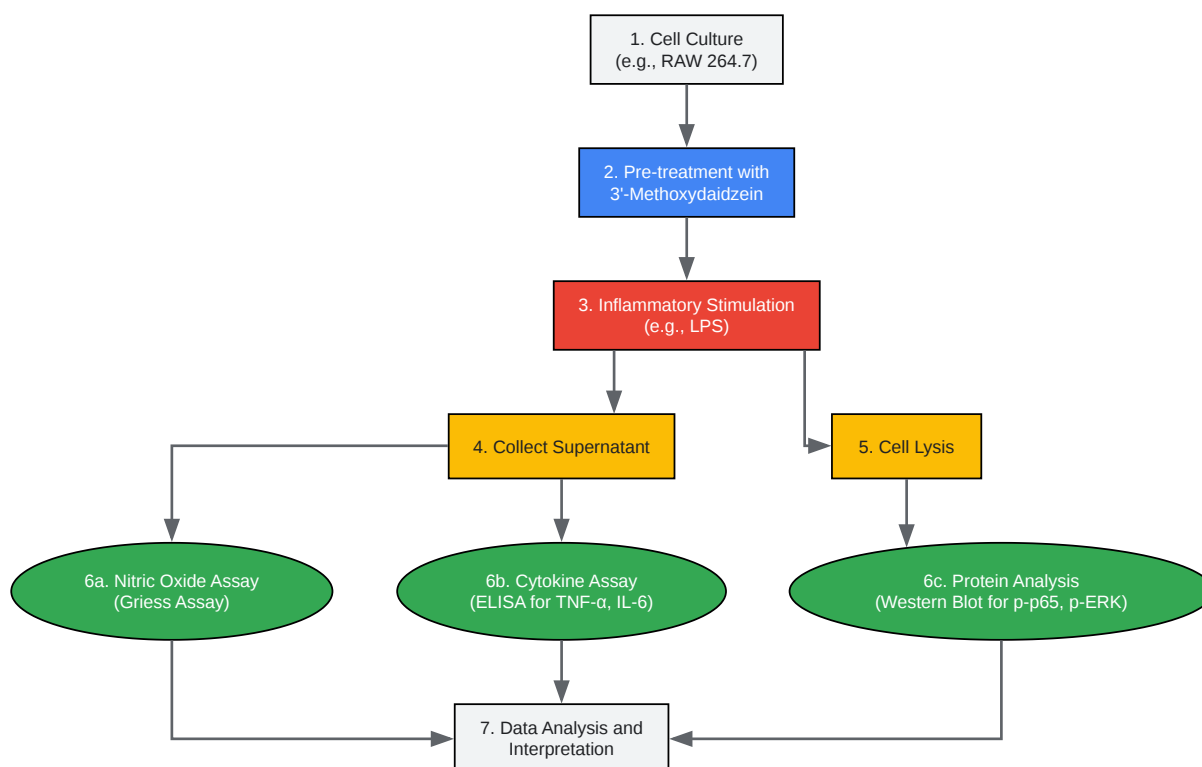 1. Cell Culture
(e.g., RAW 264.7)
2. Pre-treatment with
3'-Methoxydaidzein
3. Inflammatory Stimulation
(e.g., LPS)
4. Collect Supernatant
5. Cell Lysis
6a. Nitric Oxide Assay
(Griess Assay)
6b. Cytokine Assay
(ELISA for TNF-α, IL-6)
6c. Protein Analysis
(Western Blot for p-p65, p-ERK)
7. Data Analysis and
Interpretation